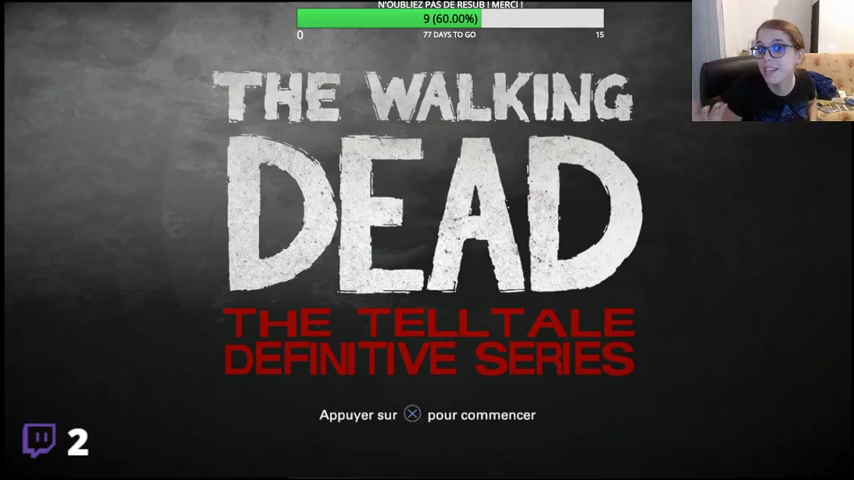 N'OUBLIEZ PAS DE RESUB ! MERCI !
9 (60.00%)
0
77 DAYS TO GO
15
THE WALKING
DEAD
THE TELLTALE
DEFINITIVE SERIES
Appuyer sur pour commencer
2